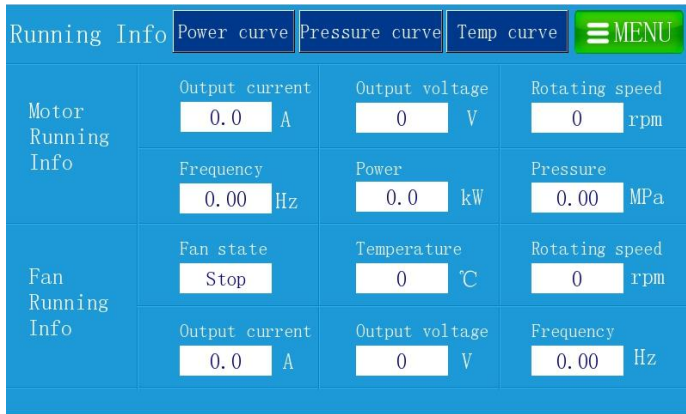 Running Info Power curve Pressure curve Temp curve MENU
Output current Output voltage Rotating speed
Motor
Running
Info
0.0 A 0 V 0 rpm
Frequency Power Pressure
0.00 Hz 0.0 kW 0.00 MPa
Fan state Temperature Rotating speed
Fan
Running
Info
Stop 0 ℃ 0 rpm
Output current Output voltage Frequency
0.0 A 0 V 0.00 Hz